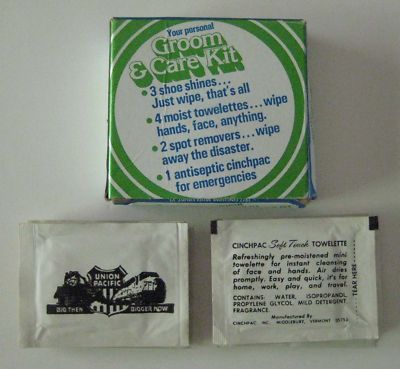 Your personal
Groom
& Care Kit
• 3 shoe shines...
Just wipe, that's all
• 4 moist towelettes...wipe
hands, face, anything.
• 2 spot removers...wipe
away the disaster.
• 1 antiseptic cinchpac
for emergencies
UNION
PACIFIC
BIG THEN
BIGGER NOW
CINCHPAC Soft Touch TOWELETTE
Refreshingly pre-moistened mini
towelette for instant cleansing
of face and hands. Air dries
promptly. Easy and quick, it's for
home, work, play, and travel.
CONTAINS: WATER, ISOPROPANOL
PROPYLENE GLYCOL. MILD DETERGENT,
FRAGRANCE.
Manufactured By
CINCHPAC INC. MIDDLEBURY, VERMONT 05753
TEAR HERE